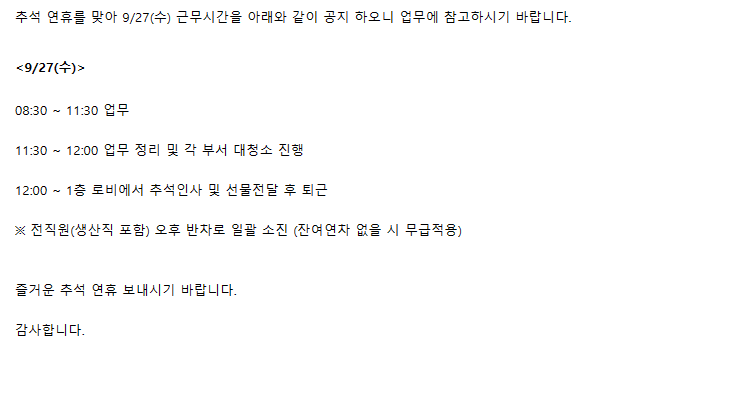 추석 연휴를 맞아 9/27(수) 근무시간을 아래와 같이 공지 하오니 업무에 참고하시기 바랍니다.
<9/27(수)>
08:30 ~ 11:30 업무
11:30 ~ 12:00 업무 정리 및 각 부서 대청소 진행
12:00 ~ 1층 로비에서 추석인사 및 선물전달 후 퇴근
※ 전직원(생산직 포함) 오후 반차로 일괄 소진 (잔여연차 없을 시 무급적용)
즐거운 추석 연휴 보내시기 바랍니다.
감사합니다.